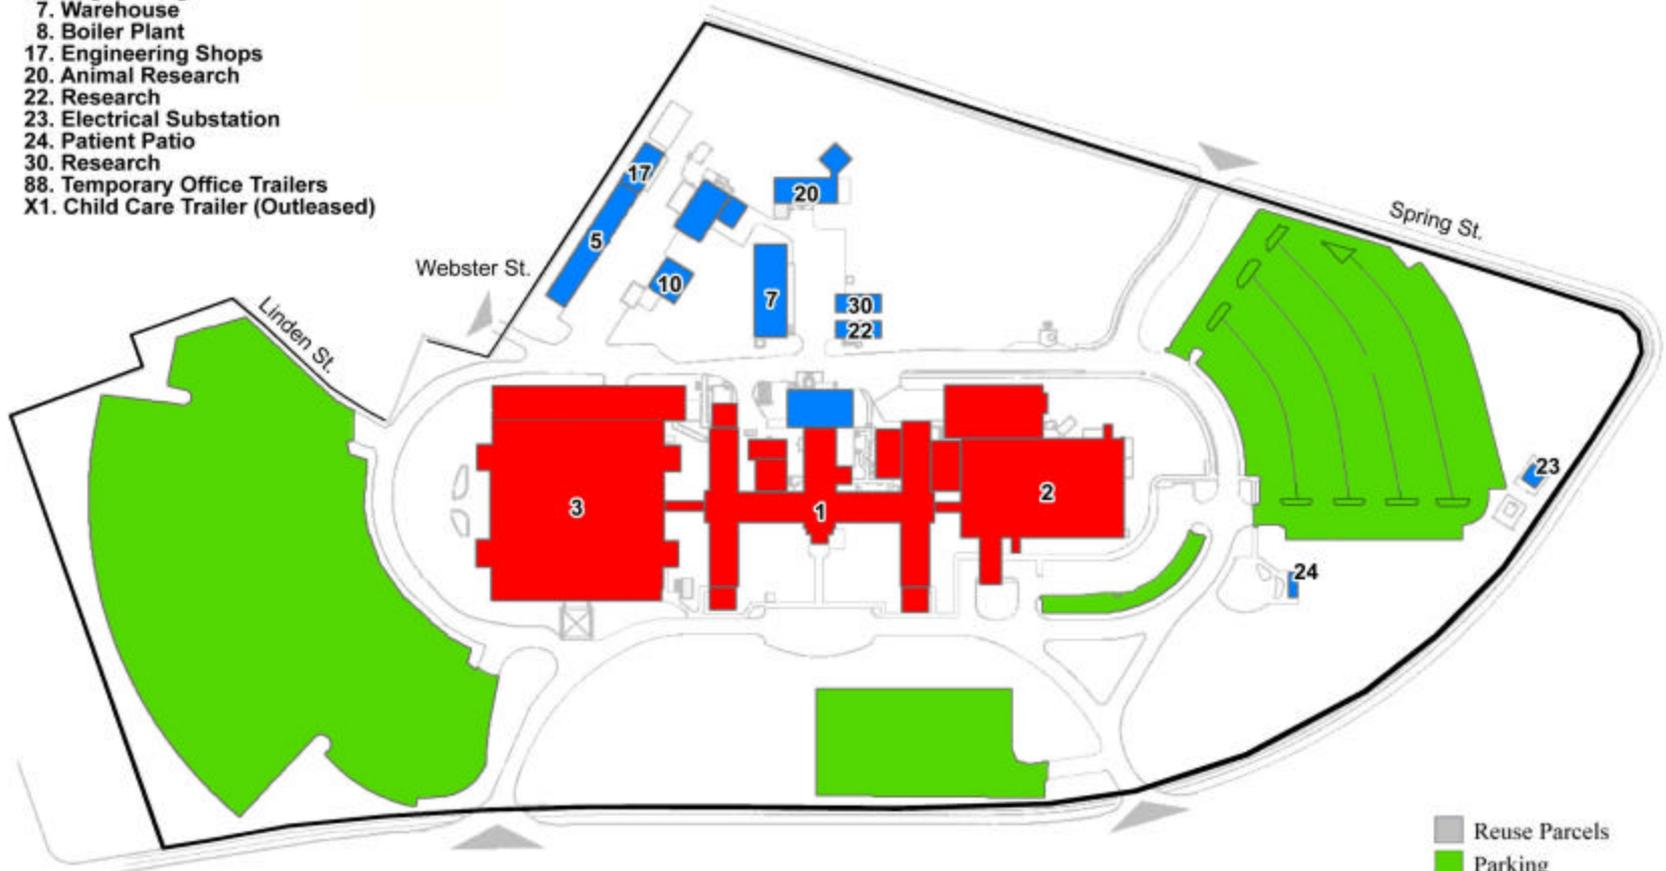 7. Warehouse
8. Boiler Plant
17. Engineering Shops
20. Animal Research
22. Research
23. Electrical Substation
24. Patient Patio
30. Research
88. Temporary Office Trailers
X1. Child Care Trailer (Outleased)
17
20
Spring St.
5
Webster St.
10
7
30
22
Linden St.
23
2
3
1
24
Reuse Parcels
Parking